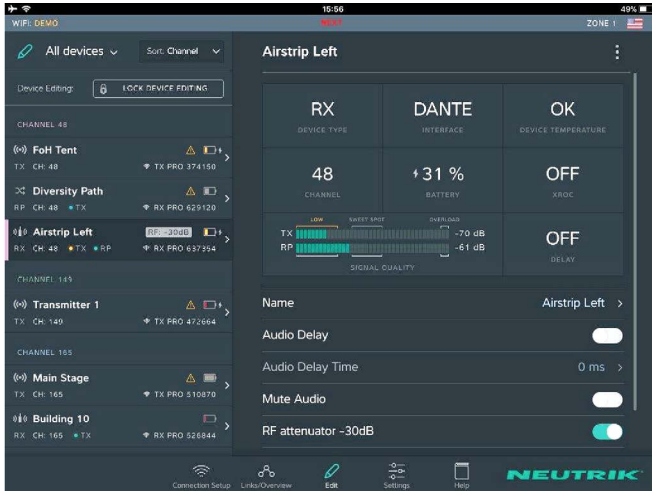 15:56
49%
WIFI: DEMO
ZONE 1
All devices
Sort: Channel
Device Editing:
LOCK DEVICE EDITING
CHANNEL 48
FoH Tent
TX CH: 48
TX PRO 374150
Diversity Path
RP CH: 48 TX
RX PRO 629120
Airstrip Left
RF: -30dB
RX CH: 48 TX RP
RX PRO 637354
CHANNEL 149
Transmitter 1
TX CH: 149
TX PRO 472664
CHANNEL 165
Main Stage
TX CH: 165
TX PRO 510870
Building 10
RX CH: 165 TX
RX PRO 526844
Airstrip Left
RX
DEVICE TYPE
DANTE
INTERFACE
OK
DEVICE TEMPERATURE
48
CHANNEL
31 %
BATTERY
OFF
XROC
LOW SWEET SPOT OVERLOAD
TX -70 dB
RP -61 dB
SIGNAL QUALITY
OFF
DELAY
Name Airstrip Left
Audio Delay
Audio Delay Time 0 ms
Mute Audio
RF attenuator -30dB
Connection Setup
Links/Overview
Edit
Settings
Help
NEUTRIK